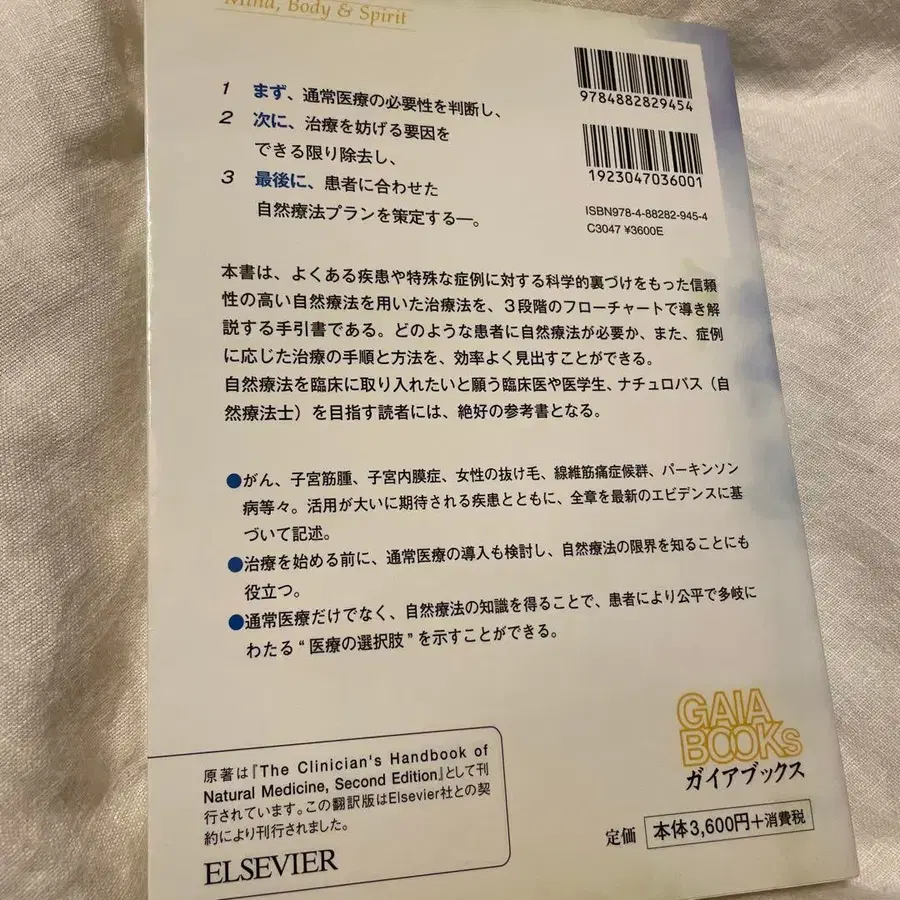 Mind, Body & Spirit
1 まず、通常医療の必要性を判断し、
2 次に、治療を妨げる要因を
できる限り除去し、
3 最後に、患者に合わせた
自然療法プランを策定する—。
9784882829454
1923047036001
ISBN978-4-88282-945-4
C3047 ¥3600E
本書は、よくある疾患や特殊な症例に対する科学的裏づけをもった信頼
性の高い自然療法を用いた治療法を、3段階のフローチャートで導き解
説する手引書である。どのような患者に自然療法が必要か、また、症例
に応じた治療の手順と方法を、効率よく見出すことができる。
自然療法を臨床に取り入れたいと願う臨床医や医学生、ナチュロパス（自
然療法士）を目指す読者には、絶好の参考書となる。
●がん、子宮筋腫、子宮内膜症、女性の抜け毛、線維筋痛症候群、パーキンソン
病等々。活用が大いに期待される疾患とともに、全章を最新のエビデンスに基
づいて記述。
●治療を始める前に、通常医療の導入も検討し、自然療法の限界を知ることにも
役立つ。
●通常医療だけでなく、自然療法の知識を得ることで、患者により公平で多岐に
わたる“医療の選択肢”を示すことができる。
GAIA
BOOKs
ガイアブックス
原著は『The Clinician's Handbook of
Natural Medicine, Second Edition』として刊
行されています。この翻訳版はElsevier社との契
約により刊行されました。
ELSEVIER
定価 本体3,600円+消費税